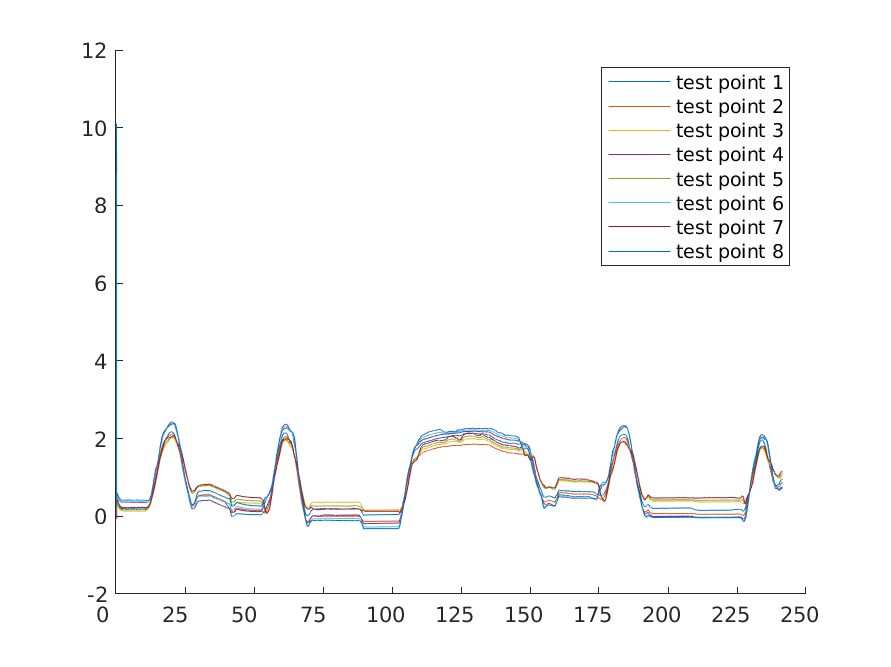 12
10
8
6
4
2
0
-2
0 25 50 75 100 125 150 175 200 225 250
test point 1
test point 2
test point 3
test point 4
test point 5
test point 6
test point 7
test point 8